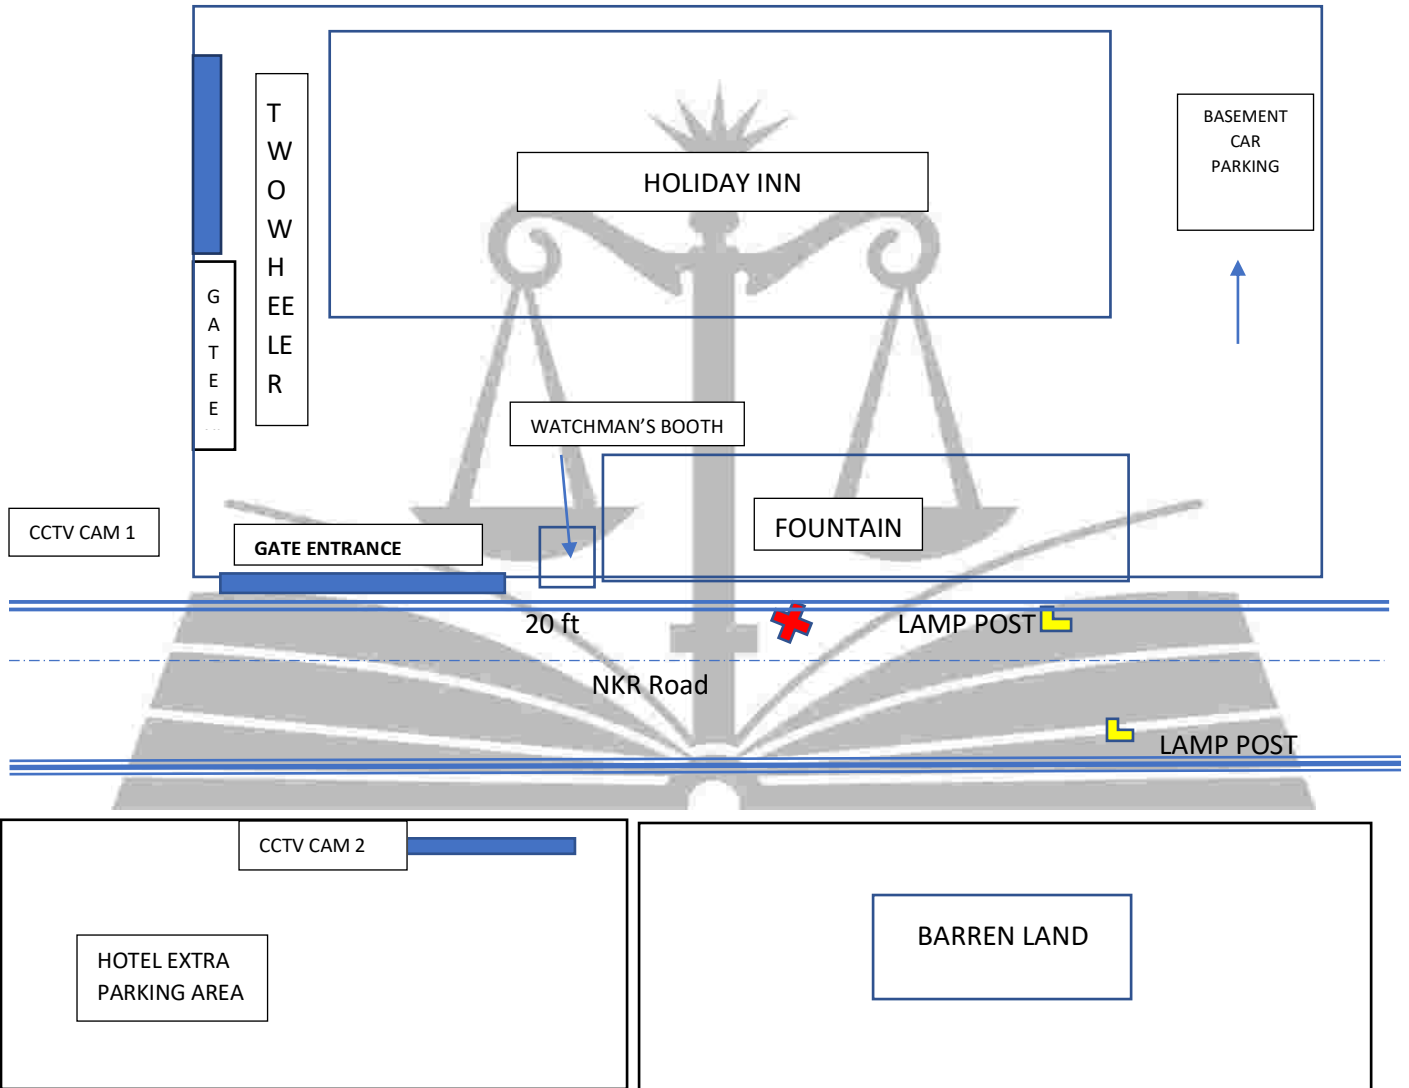 T
W
O
W
H
EE
LE
R
HOLIDAY INN
BASEMENT
CAR
PARKING
G
A
T
E
E
WATCHMAN’S BOOTH
CCTV CAM 1
GATE ENTRANCE
FOUNTAIN
20 ft
LAMP POST
NKR Road
LAMP POST
CCTV CAM 2
HOTEL EXTRA
PARKING AREA
BARREN LAND